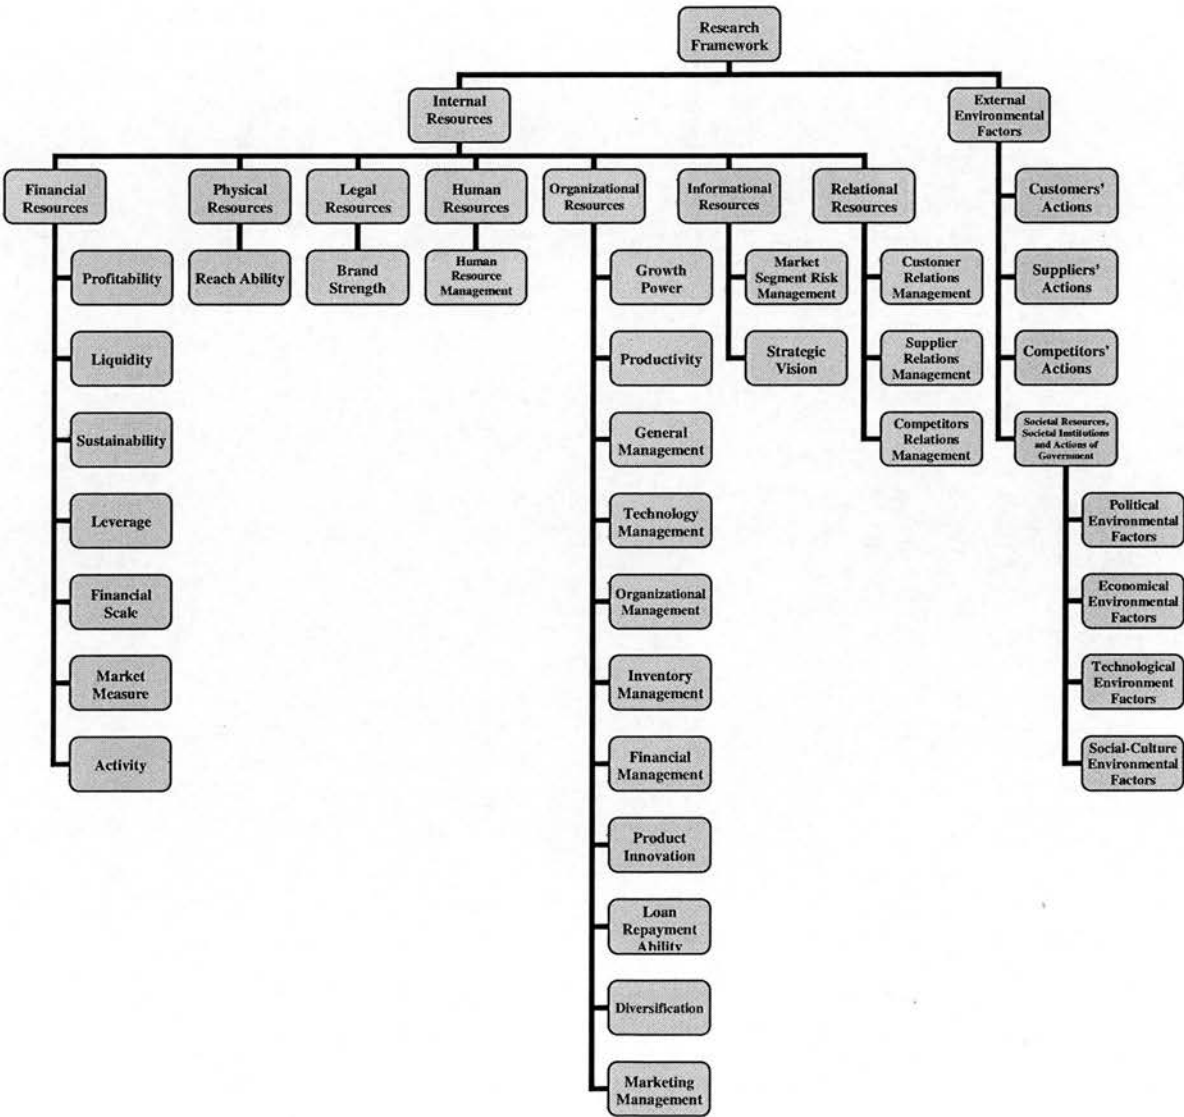 Research
Framework
Internal
Resources
External
Environmental
Factors
Financial
Resources
Physical
Resources
Legal
Resources
Human
Resources
Organizational
Resources
Informational
Resources
Relational
Resources
Customers'
Actions
Profitability
Reach Ability
Brand
Strength
Human
Resource
Management
Growth
Power
Market
Segment Risk
Management
Customer
Relations
Management
Suppliers'
Actions
Liquidity
Productivity
Strategic
Vision
Supplier
Relations
Management
Competitors'
Actions
Sustainability
General
Management
Competitors
Relations
Management
Societal Resources,
Societal Institutions
and Actions of
Government
Leverage
Technology
Management
Political
Environmental
Factors
Financial
Scale
Organizational
Management
Economical
Environmental
Factors
Market
Measure
Inventory
Management
Technological
Environment
Factors
Activity
Financial
Management
Social-Culture
Environmental
Factors
Product
Innovation
Loan
Repayment
Ability
Diversification
Marketing
Management